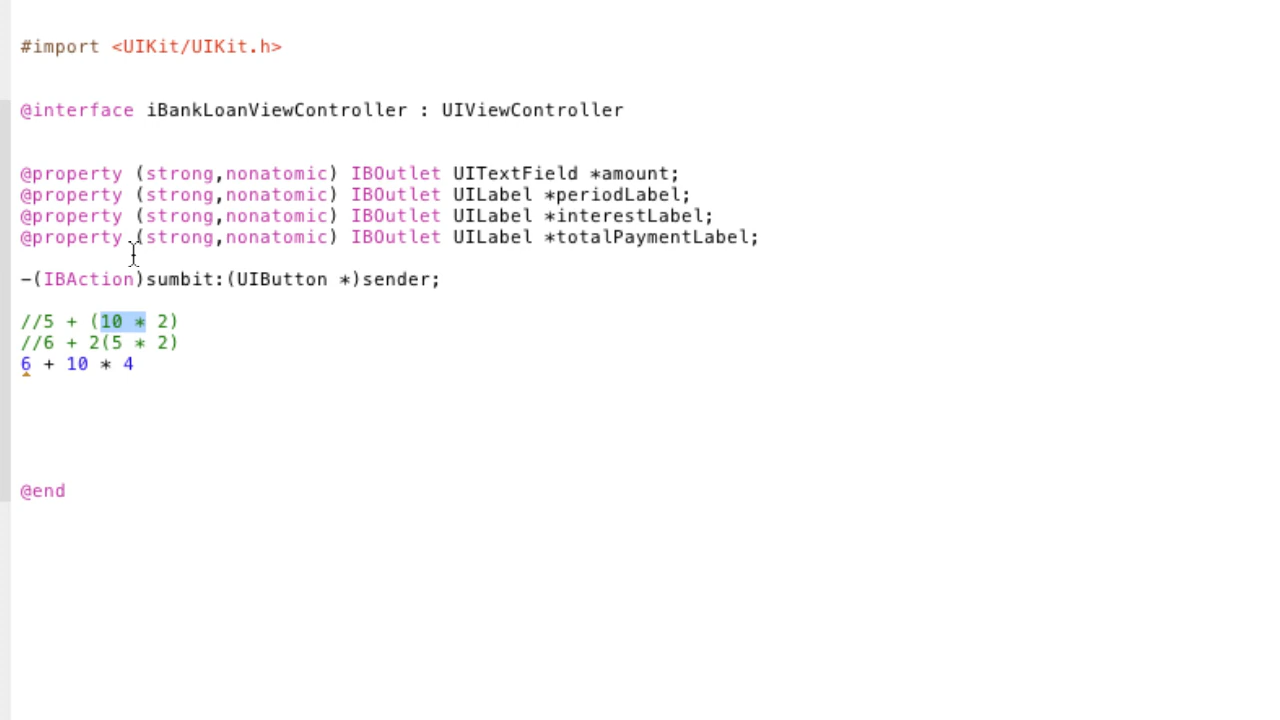 #import <UIKit/UIKit.h>
@interface iBankLoanViewController : UIViewController
@property (strong,nonatomic) IBOutlet UITextField *amount;
@property (strong,nonatomic) IBOutlet UILabel *periodLabel;
@property (strong,nonatomic) IBOutlet UILabel *interestLabel;
@property (strong,nonatomic) IBOutlet UILabel *totalPaymentLabel;
-(IBAction)sumbit:(UIButton *)sender;
//5 + (10 * 2)
//6 + 2(5 * 2)
6 + 10 * 4
@end